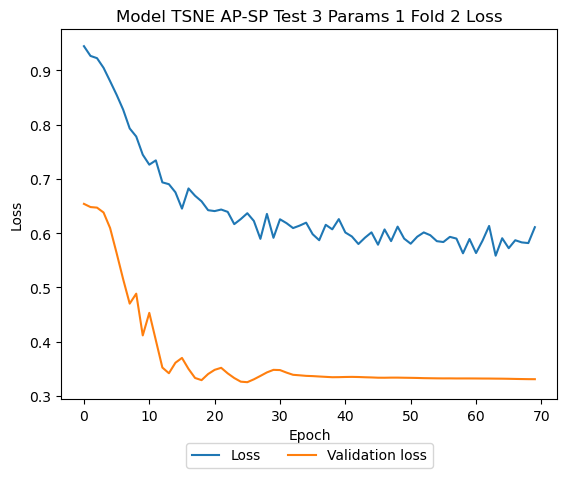 Model TSNE AP-SP Test 3 Params 1 Fold 2 Loss
0.9
0.8
0.7
0.6
0.5
0.4
0.3
Loss
0 10 20 30 40 50 60 70
Epoch
Loss Validation loss